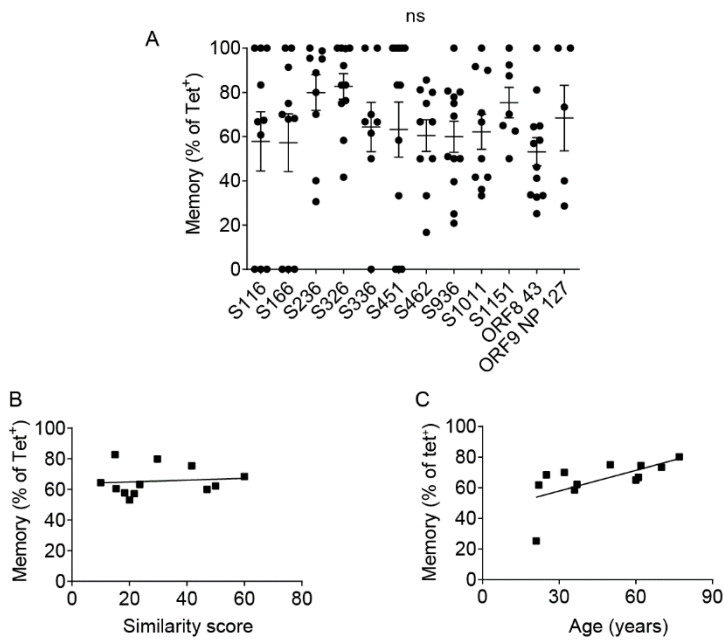 ns
A
Memory (% of Tet⁺)
100
80
60
40
20
0
S116
S166
S236
S326
S336
S451
S462
S936
S1011
S1151
ORF8 43
ORF9 NP 127
B
Memory (% of Tet⁺)
100
80
60
40
20
0
0 20 40 60 80
Similarity score
C
Memory (% of tet⁺)
100
80
60
40
20
0
0 30 60 90
Age (years)